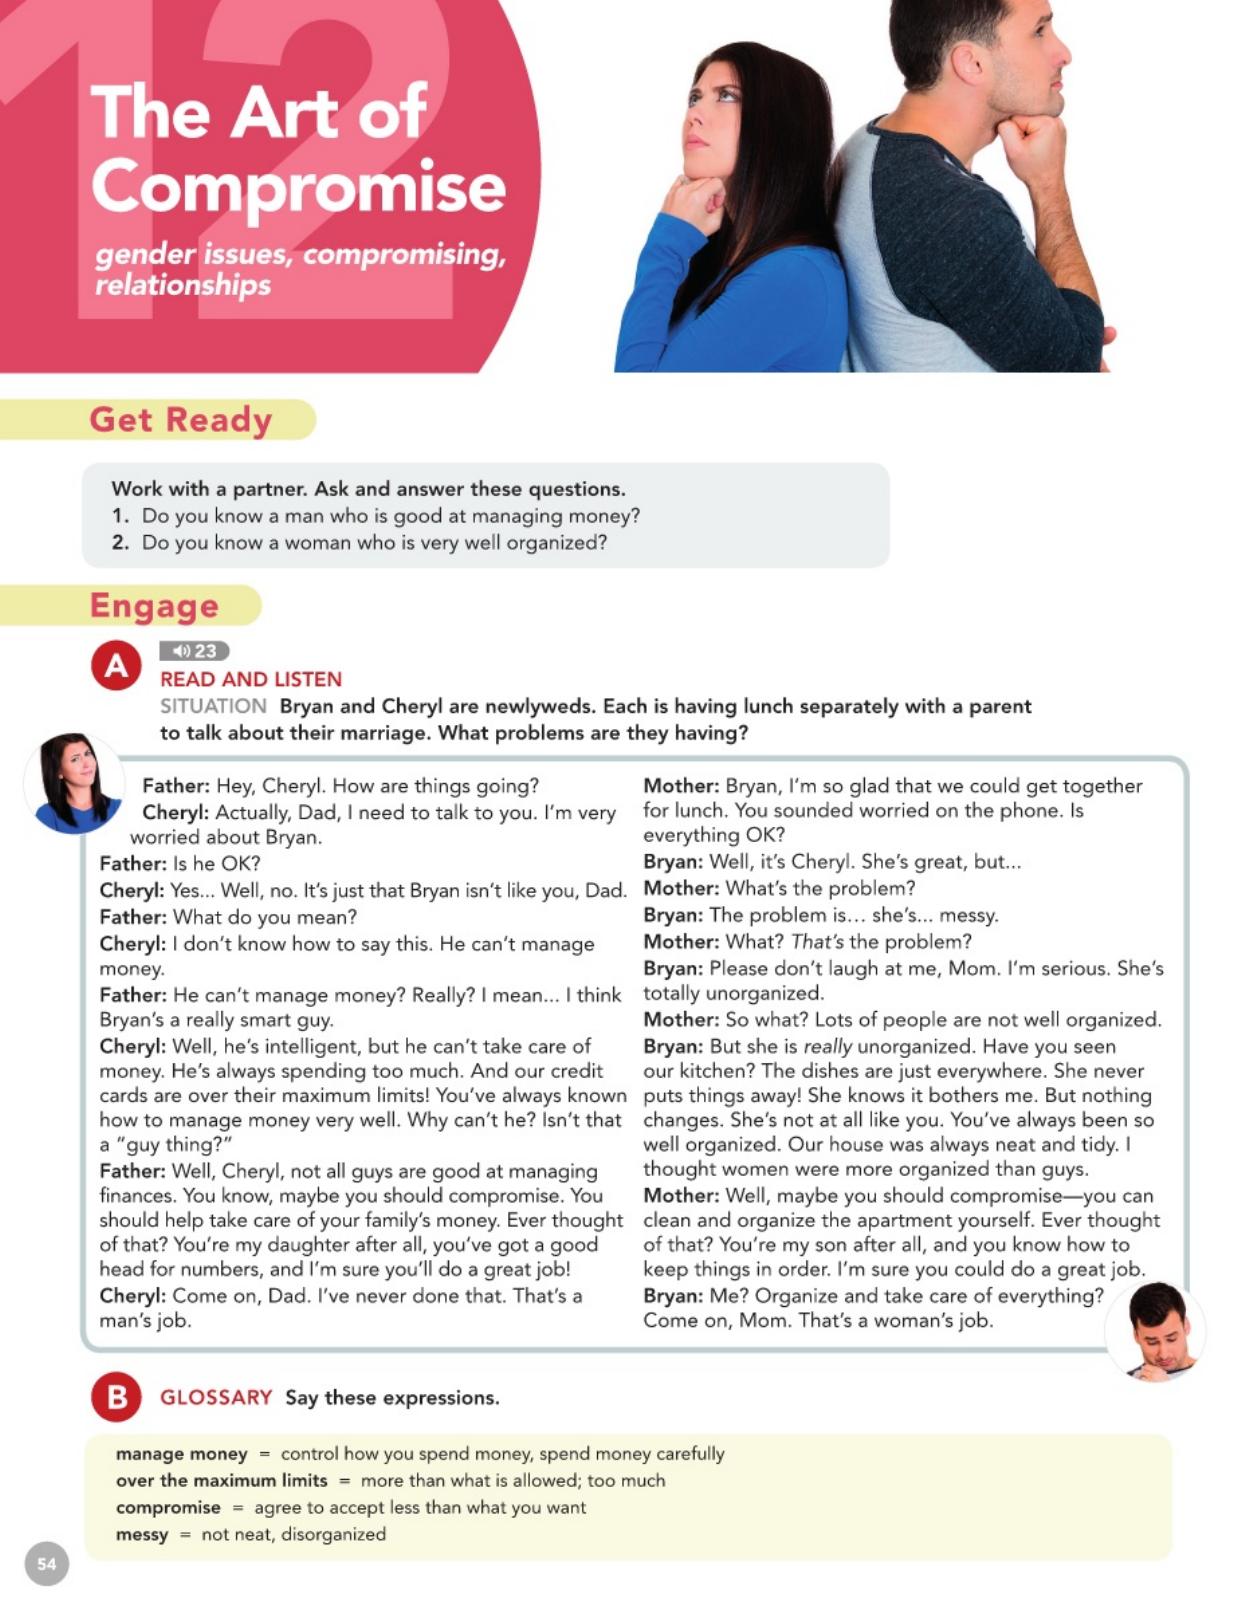 12
The Art of
Compromise
gender issues, compromising,
relationships
Get Ready
Work with a partner. Ask and answer these questions.
1. Do you know a man who is good at managing money?
2. Do you know a woman who is very well organized?
Engage
A
23
READ AND LISTEN
SITUATION Bryan and Cheryl are newlyweds. Each is having lunch separately with a parent
to talk about their marriage. What problems are they having?
Father: Hey, Cheryl. How are things going?
Cheryl: Actually, Dad, I need to talk to you. I'm very
worried about Bryan.
Father: Is he OK?
Cheryl: Yes... Well, no. It's just that Bryan isn't like you, Dad.
Father: What do you mean?
Cheryl: I don't know how to say this. He can't manage
money.
Father: He can't manage money? Really? I mean... I think
Bryan's a really smart guy.
Cheryl: Well, he's intelligent, but he can't take care of
money. He's always spending too much. And our credit
cards are over their maximum limits! You've always known
how to manage money very well. Why can't he? Isn't that
a “guy thing?”
Father: Well, Cheryl, not all guys are good at managing
finances. You know, maybe you should compromise. You
should help take care of your family's money. Ever thought
of that? You're my daughter after all, you've got a good
head for numbers, and I'm sure you'll do a great job!
Cheryl: Come on, Dad. I've never done that. That's a
man's job.
Mother: Bryan, I'm so glad that we could get together
for lunch. You sounded worried on the phone. Is
everything OK?
Bryan: Well, it's Cheryl. She's great, but...
Mother: What's the problem?
Bryan: The problem is... she's... messy.
Mother: What? That's the problem?
Bryan: Please don't laugh at me, Mom. I'm serious. She's
totally unorganized.
Mother: So what? Lots of people are not well organized.
Bryan: But she is really unorganized. Have you seen
our kitchen? The dishes are just everywhere. She never
puts things away! She knows it bothers me. But nothing
changes. She's not at all like you. You've always been so
well organized. Our house was always neat and tidy. I
thought women were more organized than guys.
Mother: Well, maybe you should compromise—you can
clean and organize the apartment yourself. Ever thought
of that? You're my son after all, and you know how to
keep things in order. I'm sure you could do a great job.
Bryan: Me? Organize and take care of everything?
Come on, Mom. That's a woman's job.
B
GLOSSARY Say these expressions.
manage money = control how you spend money, spend money carefully
over the maximum limits = more than what is allowed; too much
compromise = agree to accept less than what you want
messy = not neat, disorganized
54